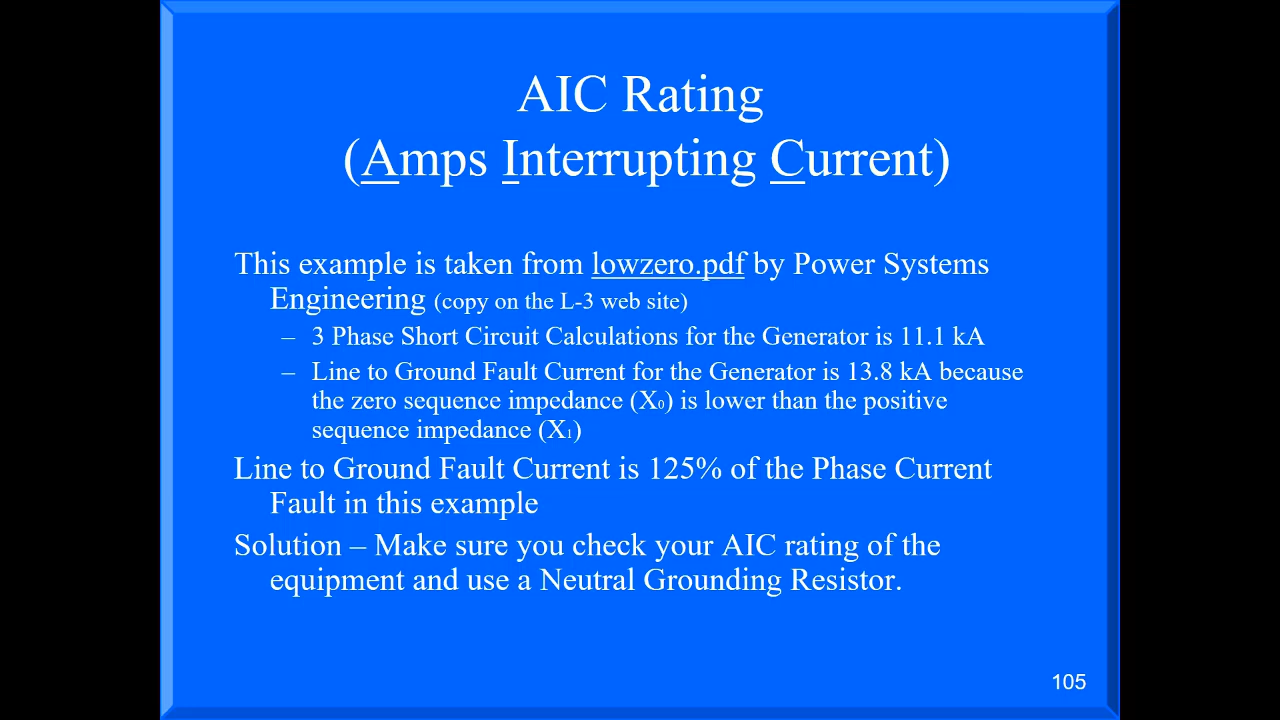 AIC Rating
(Amps Interrupting Current)
This example is taken from lowzero.pdf by Power Systems
Engineering (copy on the L-3 web site)
– 3 Phase Short Circuit Calculations for the Generator is 11.1 kA
– Line to Ground Fault Current for the Generator is 13.8 kA because
the zero sequence impedance (X₀) is lower than the positive
sequence impedance (X₁)
Line to Ground Fault Current is 125% of the Phase Current
Fault in this example
Solution – Make sure you check your AIC rating of the
equipment and use a Neutral Grounding Resistor.
105